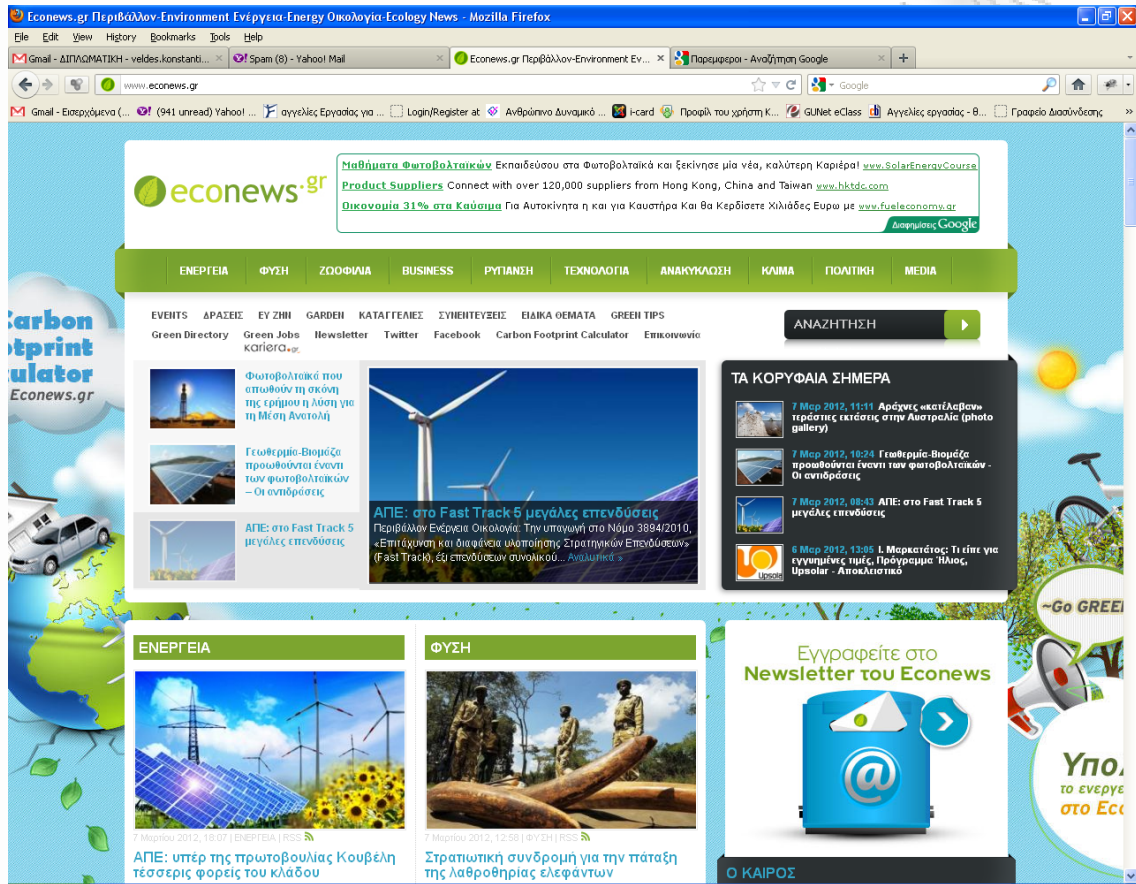 Econews.gr Περιβάλλον-Environment Ενέργεια-Energy Οικολογία-Ecology News - Mozilla Firefox
File Edit View History Bookmarks Tools Help
Gmail - ΔΙΠΛΩΜΑΤΙΚΗ - veldes.konstanti...
Spam (8) - Yahoo! Mail
Econews.gr Περιβάλλον-Environment Ev...
Παρεμφεροι - Αναζήτηση Google
www.econews.gr
Google
Gmail - Εισερχόμενα (...
(941 unread) Yahoo! ...
αγγελίες Εργασίας για ...
Login/Register at
Ανθρώπινο Δυναμικό ...
i-card
Προφίλ του χρήστη Κ...
GUNet eClass
Αγγελίες εργασίας - Θ...
Γραφείο Διασύνδεσης
»
econews.gr
Μαθήματα Φωτοβολταϊκών Εκπαιδεύσου στα Φωτοβολταϊκά και ξεκίνησε μία νέα, καλύτερη Καριέρα! www.SolarEnergyCourse
Product Suppliers Connect with over 120,000 suppliers from Hong Kong, China and Taiwan www.hktdc.com
Οικονομία 31% στα Καύσιμα Για Αυτοκίνητα η και για Καυστήρα Και θα Κερδίσετε Χιλιάδες Ευρω με www.fueleconomy.gr
Διαφημίσεις Google
ΕΝΕΡΓΕΙΑ ΦΥΣΗ ΖΩΟΦΙΛΙΑ BUSINESS ΡΥΠΑΝΣΗ ΤΕΧΝΟΛΟΓΙΑ ΑΝΑΚΥΚΛΩΣΗ ΚΛΙΜΑ ΠΟΛΙΤΙΚΗ MEDIA
EVENTS ΔΡΑΣΕΙΣ ΕΥ ΖΗΝ GARDEN ΚΑΤΑΓΓΕΛΙΕΣ ΣΥΝΕΝΤΕΥΞΕΙΣ ΕΙΔΙΚΑ ΘΕΜΑΤΑ GREEN TIPS
Green Directory Green Jobs Newsletter Twitter Facebook Carbon Footprint Calculator Επικοινωνία
kariera.gr
ΑΝΑΖΗΤΗΣΗ
Carbon
otprint
ulator
Econews.gr
Φωτοβολταϊκά που
απωθούν τη σκόνη
της ερήμου η λύση για
τη Μέση Ανατολή
Γεωθερμία-Βιομάζα
προωθούνται έναντι
των φωτοβολταϊκών
– Οι αντιδράσεις
ΑΠΕ: στο Fast Track 5
μεγάλες επενδύσεις
ΑΠΕ: στο Fast Track 5 μεγάλες επενδύσεις
Περιβάλλον Ενέργεια Οικολογία: Την υπαγωγή στο Νόμο 3894/2010,
«Επιτάχυνση και διαφάνεια υλοποίησης Στρατηγικών Επενδύσεων»
(Fast Track), έξι επενδύσεων συνολικού... Αναλυτικά »
ΤΑ ΚΟΡΥΦΑΙΑ ΣΗΜΕΡΑ
7 Μαρ 2012, 11:11 Αράχνες «κατέλαβαν»
τεράστιες εκτάσεις στην Αυστραλία (photo
gallery)
7 Μαρ 2012, 10:24 Γεωθερμία-Βιομάζα
προωθούνται έναντι των φωτοβολταϊκών -
Οι αντιδράσεις
7 Μαρ 2012, 08:43 ΑΠΕ: στο Fast Track 5
μεγάλες επενδύσεις
6 Μαρ 2012, 13:05 Ι. Μαρκατάτος: Τι είπε για
εγγυημένες τιμές, Πρόγραμμα Ήλιος,
Upsolar - Αποκλειστικό
Upsola
~Go GREE
ΕΝΕΡΓΕΙΑ
7 Μαρτίου 2012, 16:07 | ΕΝΕΡΓΕΙΑ | RSS
ΑΠΕ: υπέρ της πρωτοβουλίας Κουβέλη
τέσσερις φορείς του κλάδου
ΦΥΣΗ
7 Μαρτίου 2012, 12:58 | ΦΥΣΗ | RSS
Στρατιωτική συνδρομή για την πάταξη
της λαθροθηρίας ελεφάντων
Εγγραφείτε στο
Newsletter του Econews
@
Ο ΚΑΙΡΟΣ
Υπο
το ενεργε
στο Eco